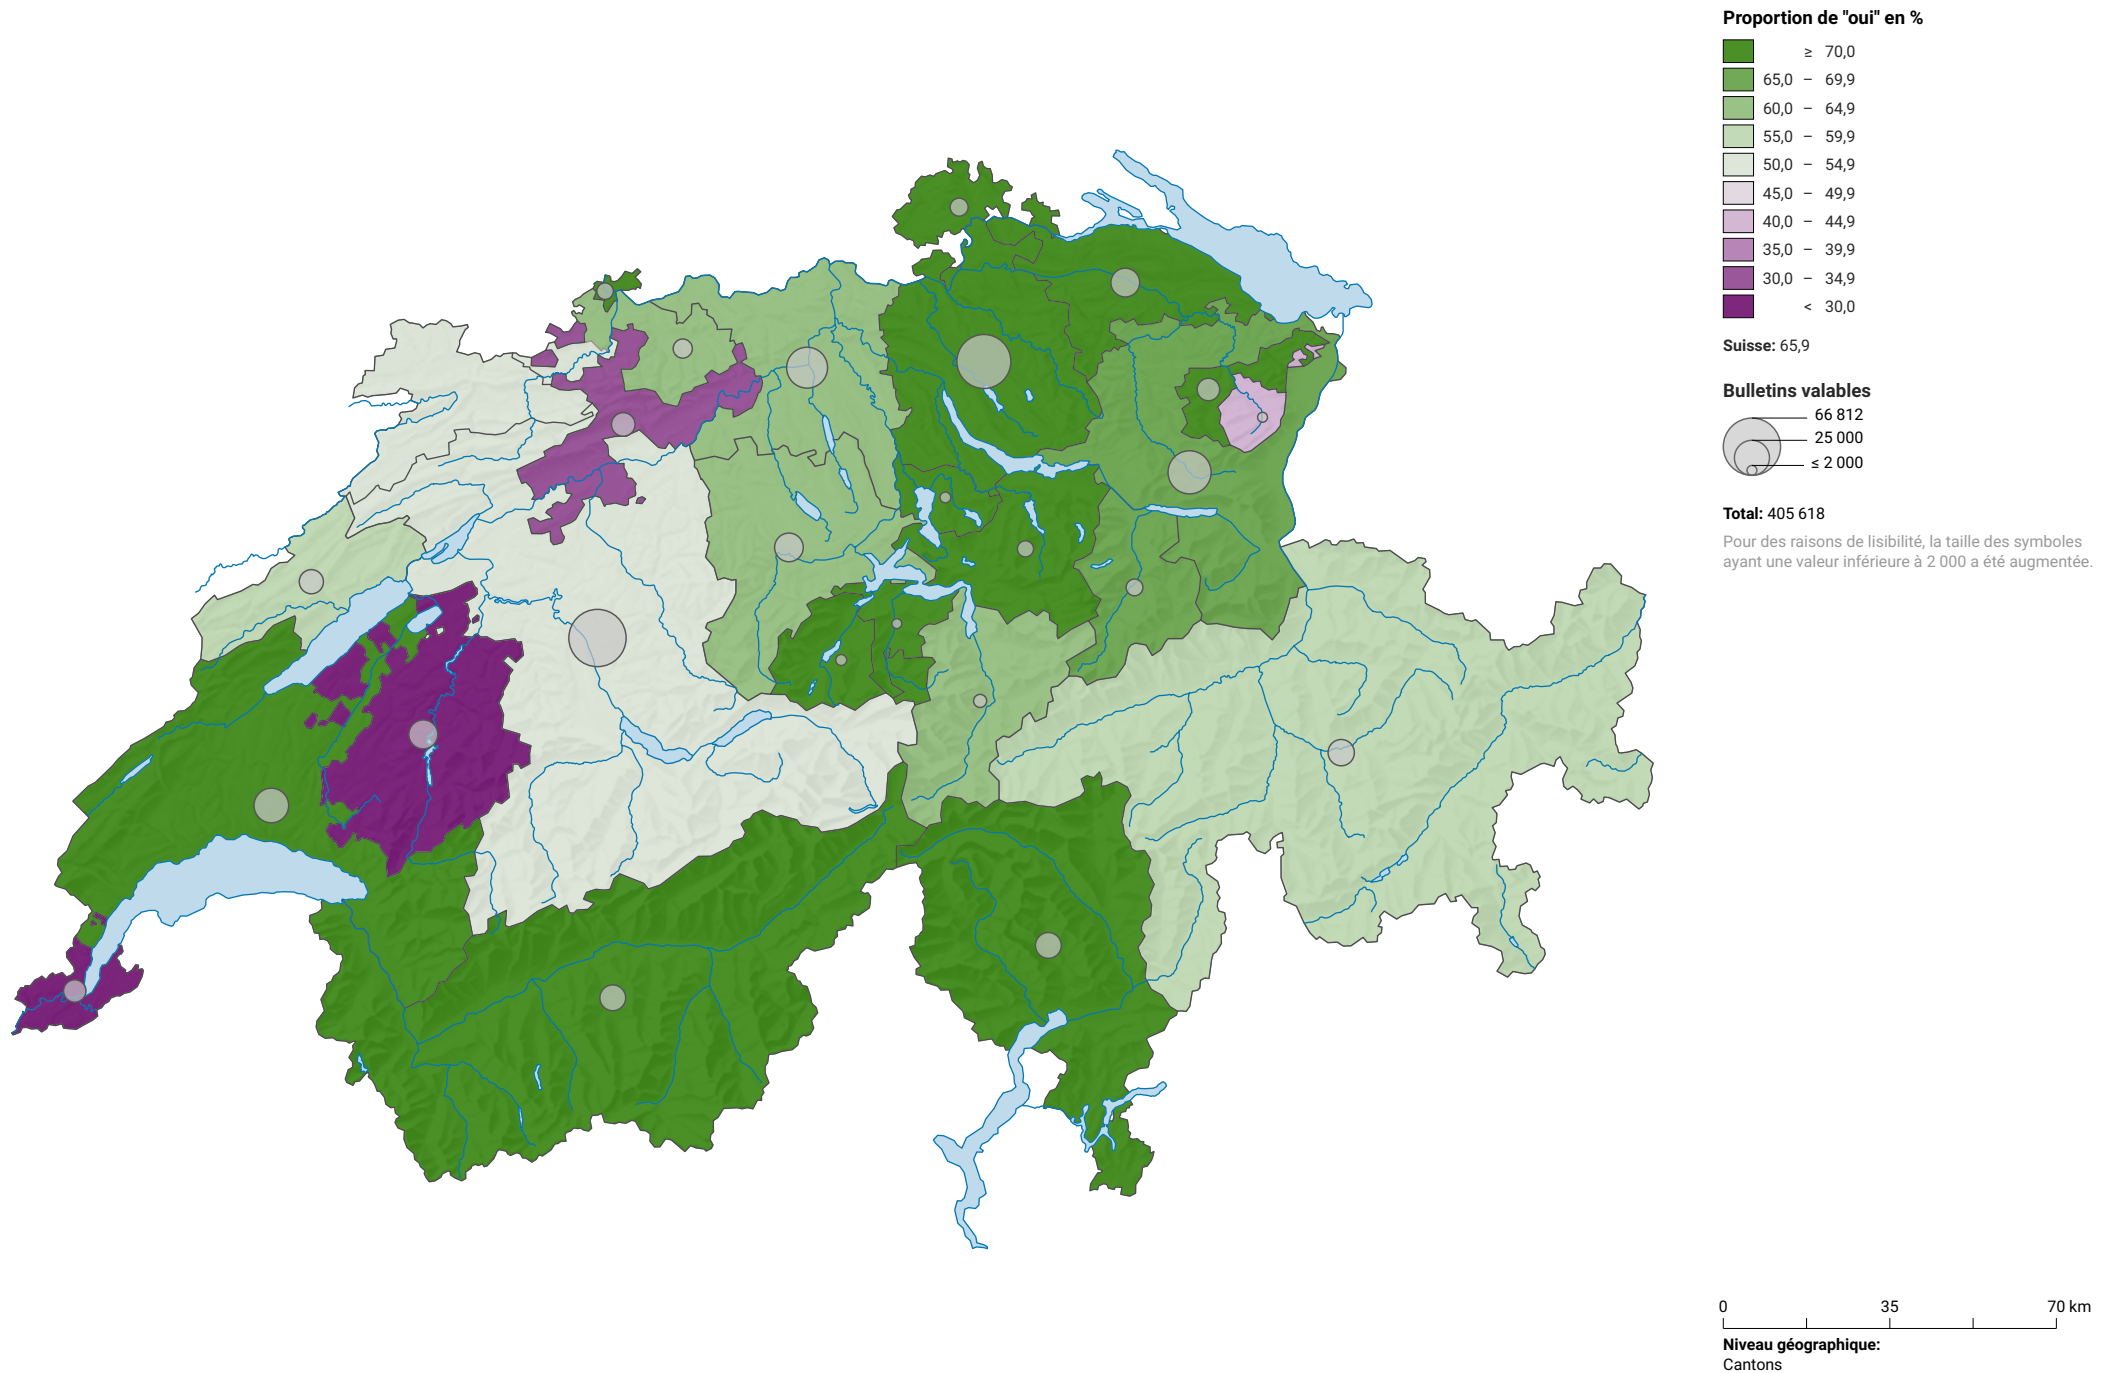 Proportion de "oui" en %
≥ 70,0
65,0 – 69,9
60,0 – 64,9
55,0 – 59,9
50,0 – 54,9
45,0 – 49,9
40,0 – 44,9
35,0 – 39,9
30,0 – 34,9
< 30,0
Suisse: 65,9
Bulletins valables
66 812
25 000
≤ 2 000
Total: 405 618
Pour des raisons de lisibilité, la taille des symboles
ayant une valeur inférieure à 2 000 a été augmentée.
0 35 70 km
Niveau géographique:
Cantons